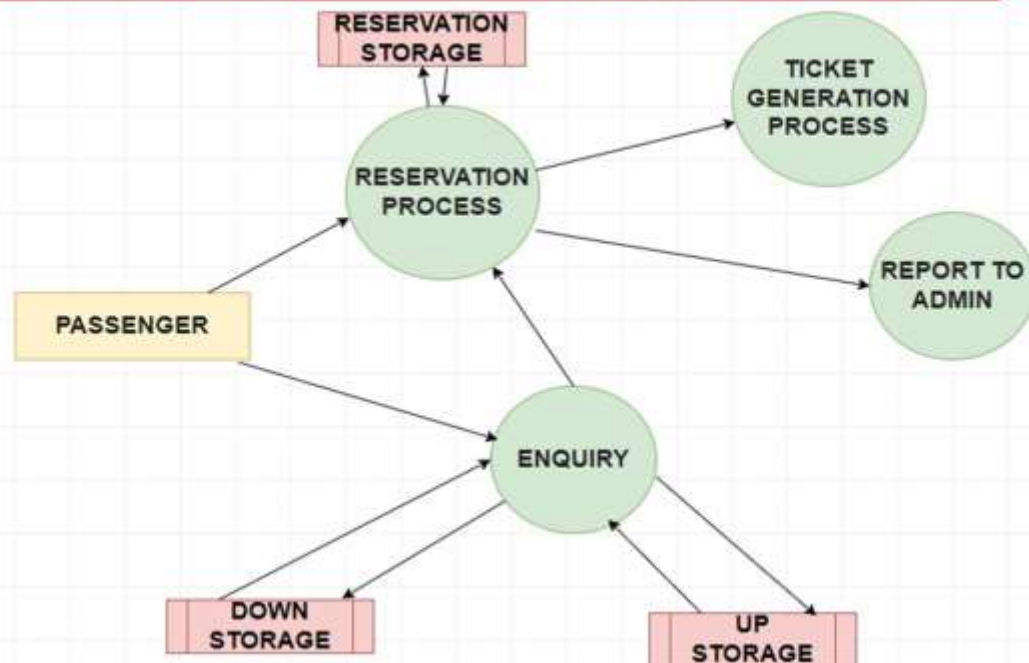 RESERVATION
STORAGE
TICKET
GENERATION
PROCESS
RESERVATION
PROCESS
REPORT TO
ADMIN
PASSENGER
ENQUIRY
DOWN
STORAGE
UP
STORAGE